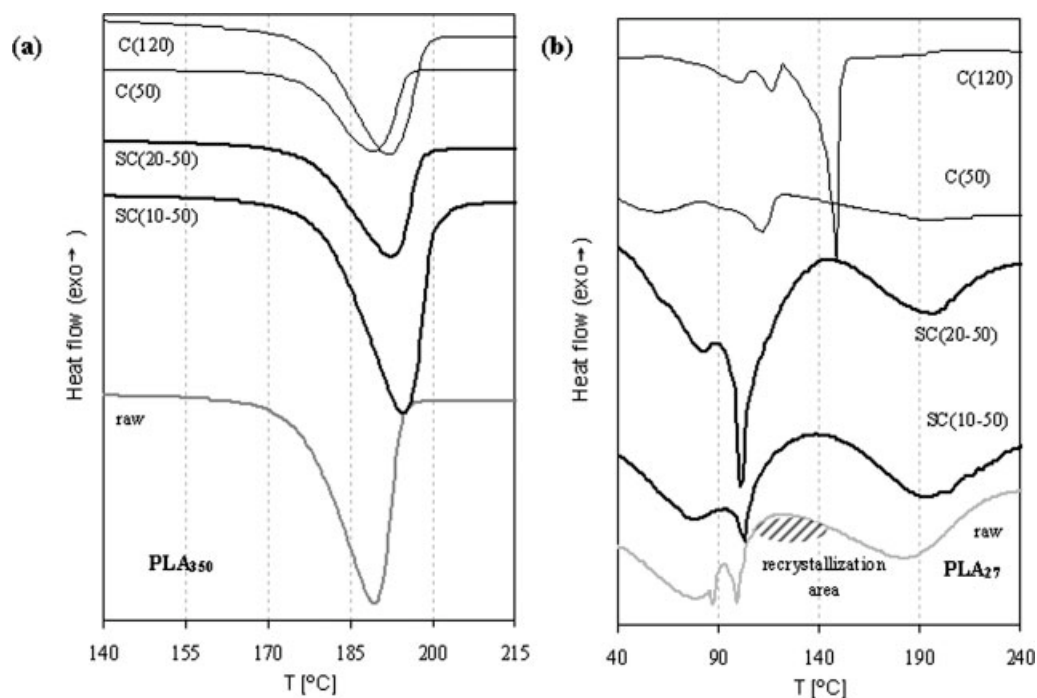 (a)
C(120)
C(50)
SC(20-50)
SC(10-50)
raw
PLA350
Heat flow (exo→)
140 155 170 185 200 215
T [ºC]
(b)
C(120)
C(50)
SC(20-50)
SC(10-50)
raw
recrystallization
area
PLA27
Heat flow (exo→)
40 90 140 190 240
T [ºC]